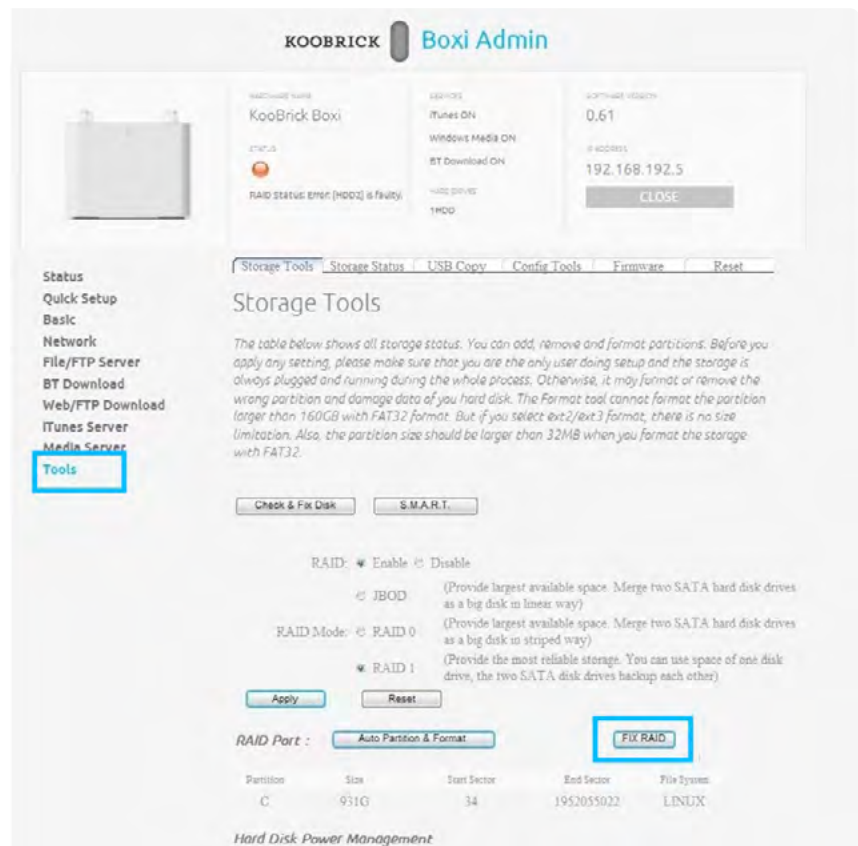 KOOBRICK Boxi Admin
HARDWARE NAME
KooBrick Boxi
STATUS
RAID Status: Error: [HDD2] is faulty.
SERVICES
iTunes ON
Windows Media ON
BT Download ON
HARD DRIVES
1HDD
SOFTWARE VERSION
0.61
IP ADDRESS
192.168.192.5
CLOSE
Status
Quick Setup
Basic
Network
File/FTP Server
BT Download
Web/FTP Download
iTunes Server
Media Server
Tools
Storage Tools Storage Status USB Copy Config Tools Firmware Reset
Storage Tools
The table below shows all storage status. You can add, remove and format partitions. Before you
apply any setting, please make sure that you are the only user doing setup and the storage is
always plugged and running during the whole process. Otherwise, it may format or remove the
wrong partition and damage data of you hard disk. The Format tool cannot format the partition
larger than 160GB with FAT32 format. But if you select ext2/ext3 format, there is no size
limitation. Also, the partition size should be larger than 32MB when you format the storage
with FAT32.
Check & Fix Disk S.M.A.R.T.
RAID: Enable Disable
JBOD (Provide largest available space. Merge two SATA hard disk drives
as a big disk in linear way)
RAID Mode: RAID 0 (Provide largest available space. Merge two SATA hard disk drives
as a big disk in striped way)
RAID 1 (Provide the most reliable storage. You can use space of one disk
drive, the two SATA disk drives backup each other)
Apply Reset
RAID Port : Auto Partition & Format FIX RAID
Partition Size Start Sector End Sector File System
C 931G 34 1952055022 LINUX
Hard Disk Power Management